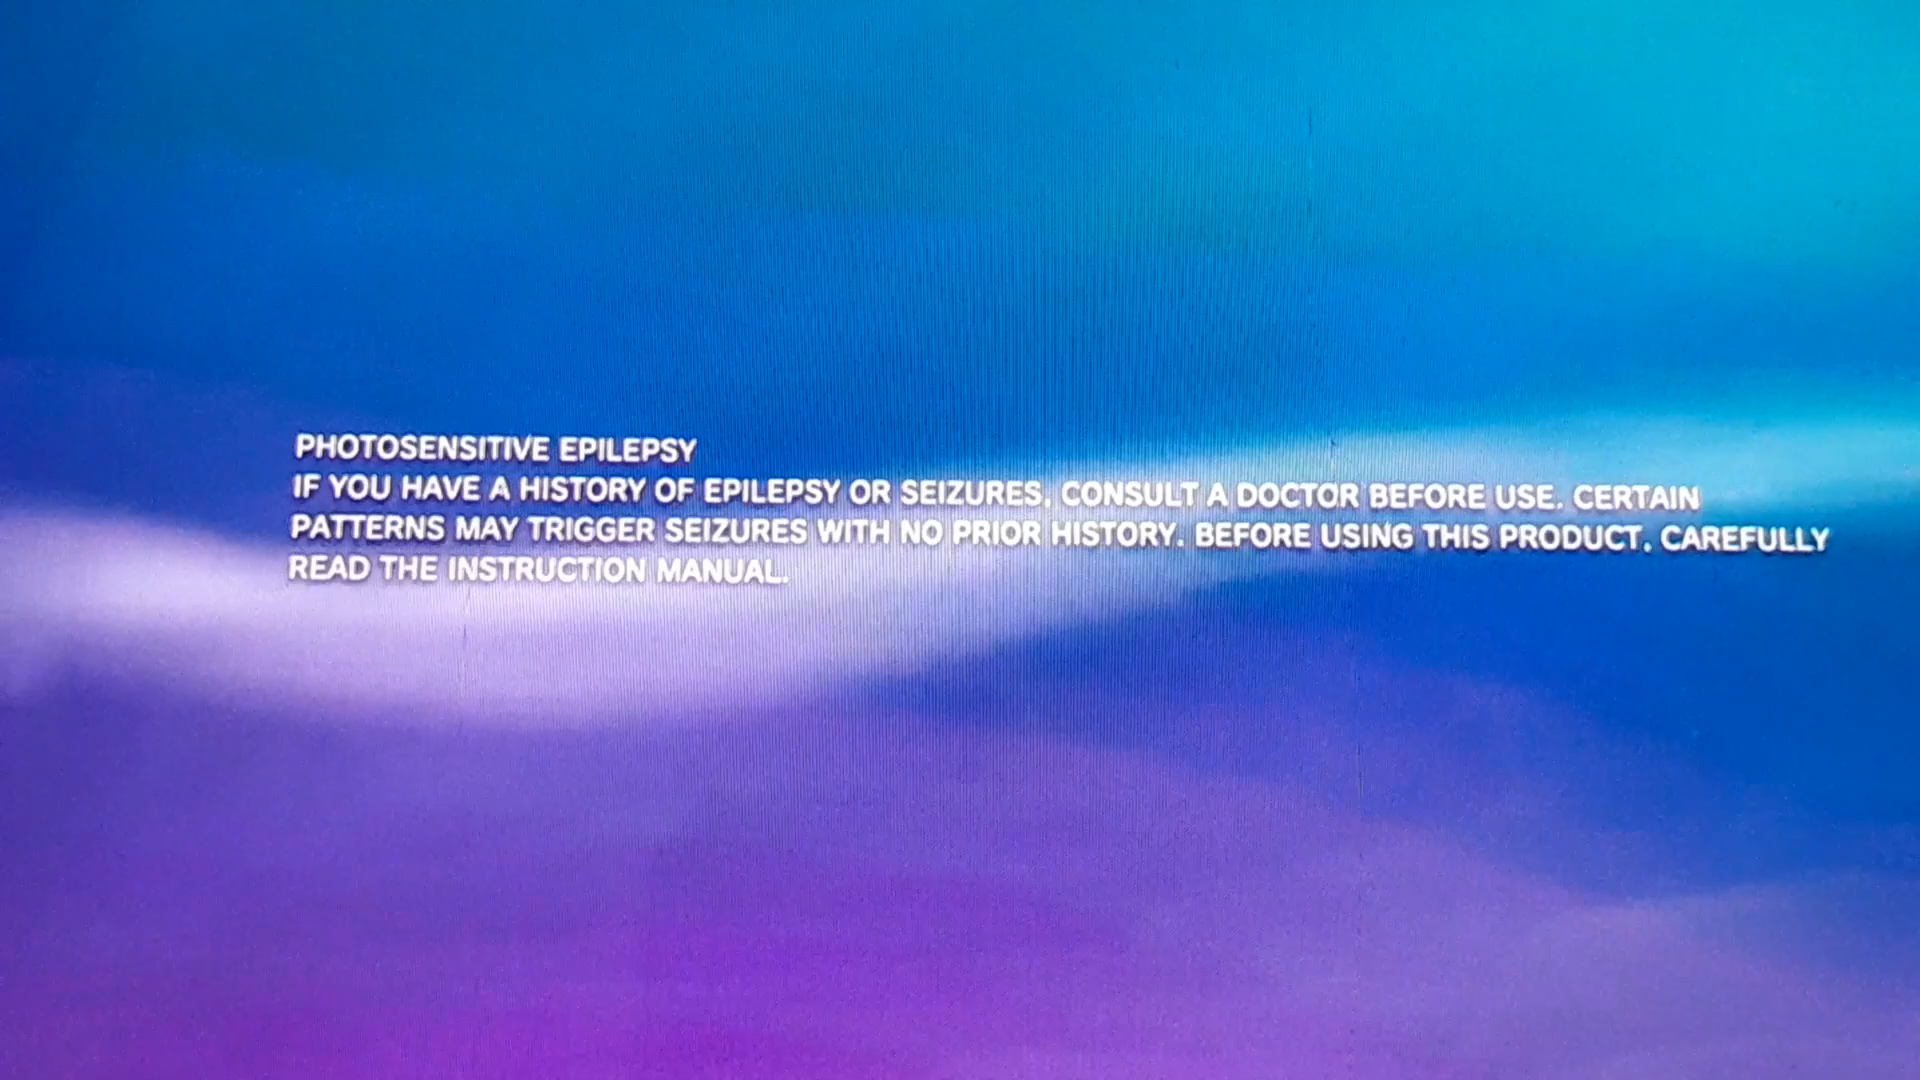 PHOTOSENSITIVE EPILEPSY
IF YOU HAVE A HISTORY OF EPILEPSY OR SEIZURES, CONSULT A DOCTOR BEFORE USE. CERTAIN
PATTERNS MAY TRIGGER SEIZURES WITH NO PRIOR HISTORY. BEFORE USING THIS PRODUCT, CAREFULLY
READ THE INSTRUCTION MANUAL.